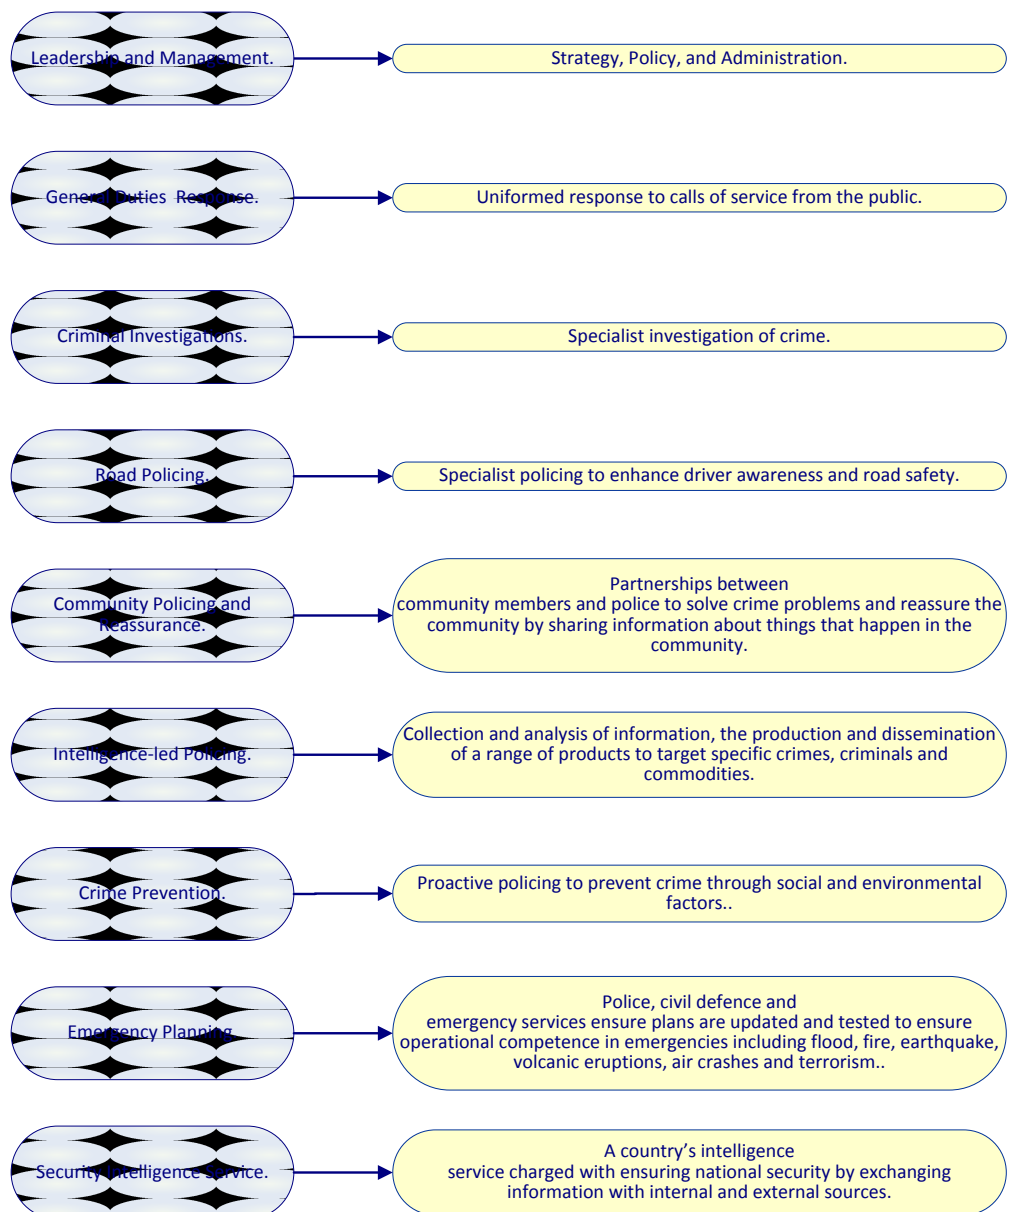 Leadership and Management.
Strategy, Policy, and Administration.
General Duties  Response.
Uniformed response to calls of service from the public.
Criminal Investigations.
Specialist investigation of crime.
Road Policing.
Specialist policing to enhance driver awareness and road safety.
Community Policing and
Reassurance.
Partnerships between
community members and police to solve crime problems and reassure the
community by sharing information about things that happen in the
community.
Intelligence-led Policing.
Collection and analysis of information, the production and dissemination
of a range of products to target specific crimes, criminals and
commodities.
Crime Prevention.
Proactive policing to prevent crime through social and environmental
factors..
Emergency Planning.
Police, civil defence and
emergency services ensure plans are updated and tested to ensure
operational competence in emergencies including flood, fire, earthquake,
volcanic eruptions, air crashes and terrorism..
Security Intelligence Service.
A country’s intelligence
service charged with ensuring national security by exchanging
information with internal and external sources.